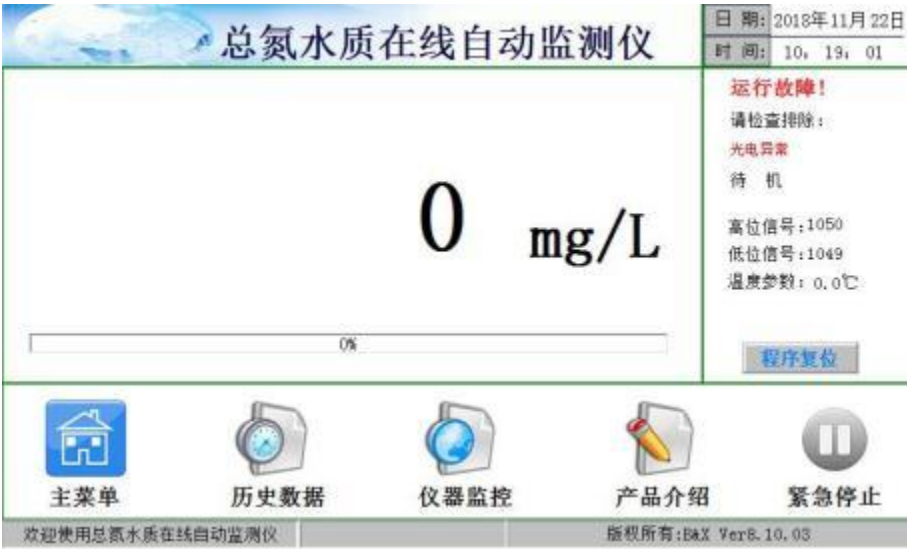 总氮水质在线自动监测仪
日 期: 2018年11月22日
时 间: 10: 19: 01
运行故障!
请检查排除:
光电异常
待 机
高位信号:1050
低位信号:1049
温度参数: 0.0℃
0 mg/L
0%
程序复位
主菜单 历史数据 仪器监控 产品介绍 紧急停止
欢迎使用总氮水质在线自动监测仪 版权所有:B&X Ver8.10.03